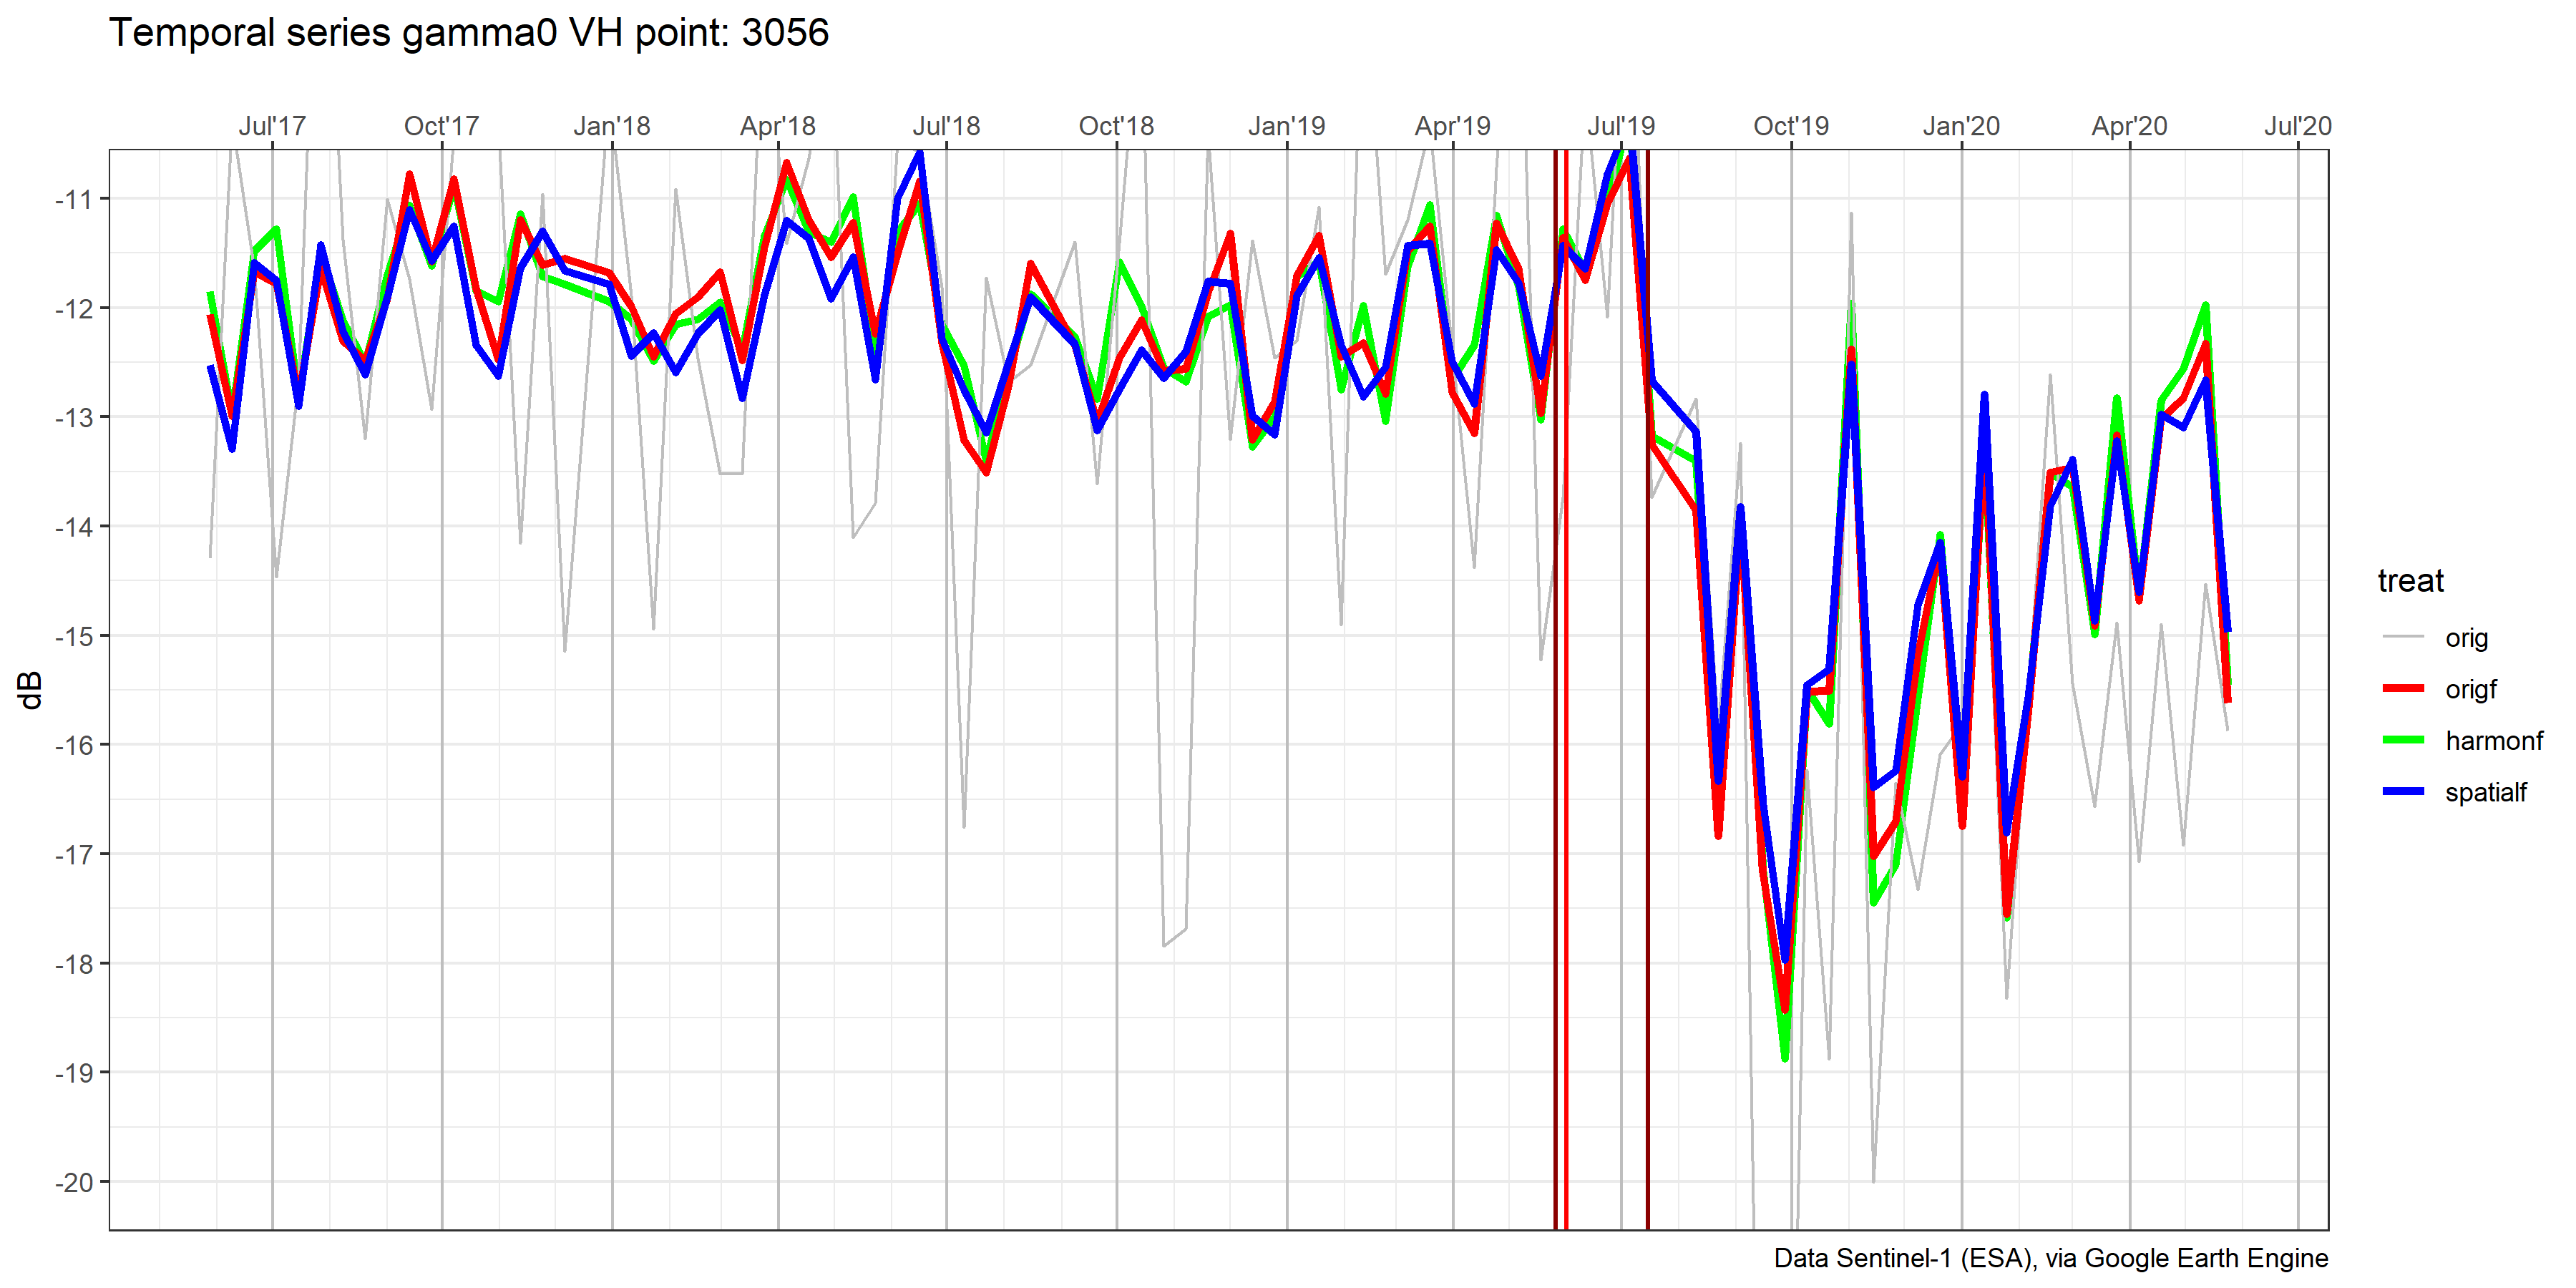 Temporal series gamma0 VH point: 3056
Jul'17 Oct'17 Jan'18 Apr'18 Jul'18 Oct'18 Jan'19 Apr'19 Jul'19 Oct'19 Jan'20 Apr'20 Jul'20
-11
-12
-13
-14
-15
-16
-17
-18
-19
-20
dB
treat
orig
origf
harmonf
spatialf
Data Sentinel-1 (ESA), via Google Earth Engine